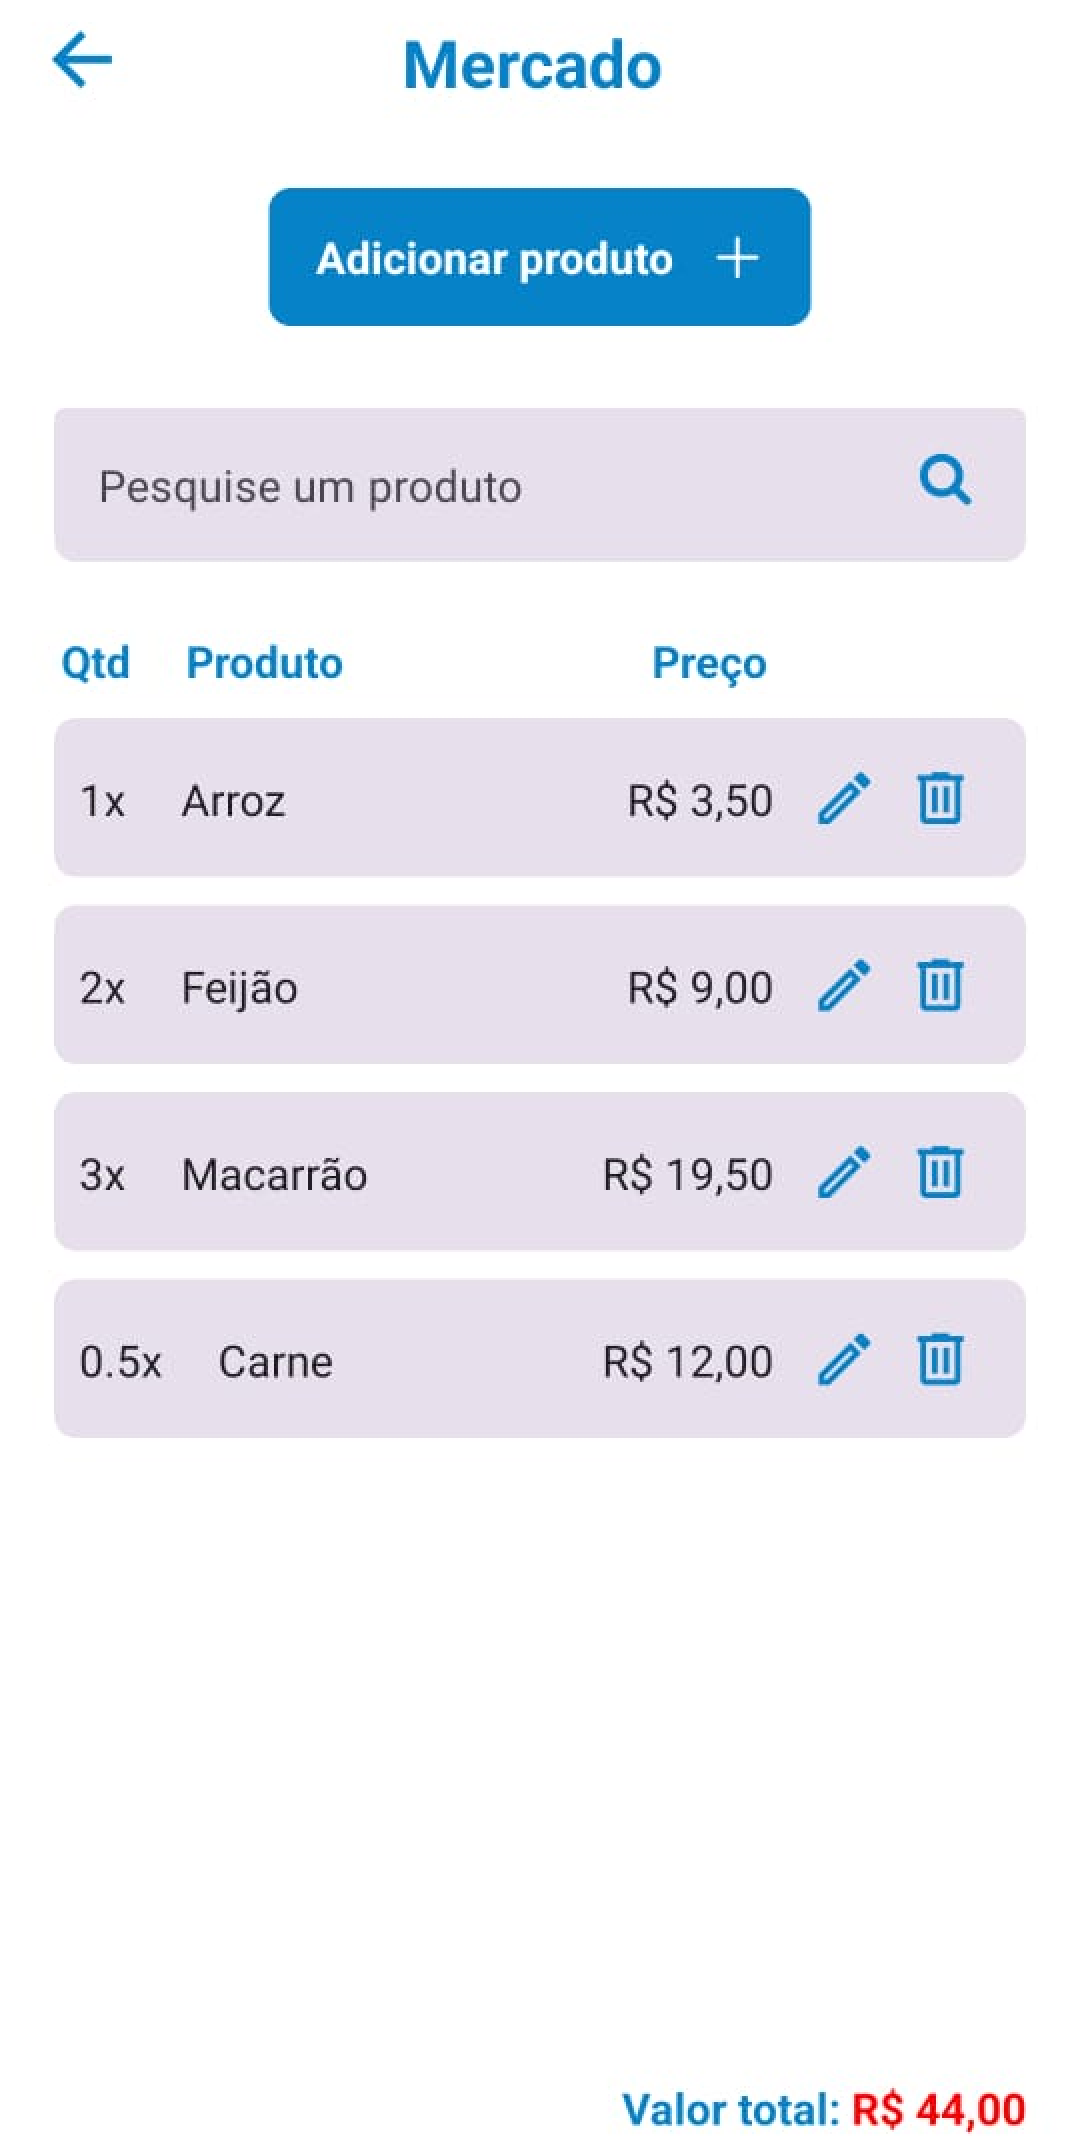 Mercado
Adicionar produto +
Pesquise um produto
Qtd Produto Preço
1x Arroz R$ 3,50
2x Feijão R$ 9,00
3x Macarrão R$ 19,50
0.5x Carne R$ 12,00
Valor total: R$ 44,00